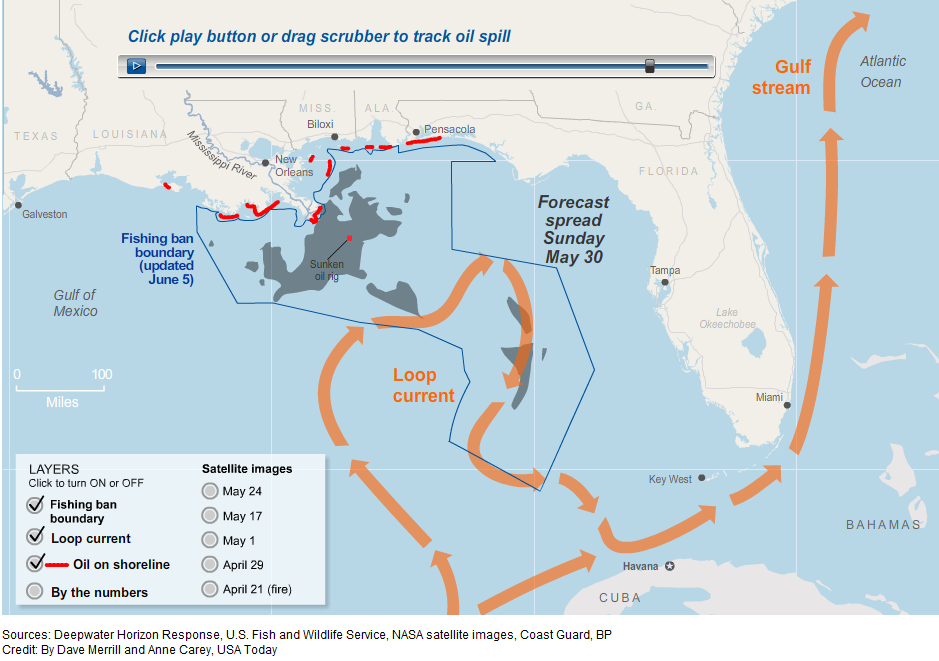 Click play button or drag scrubber to track oil spill
Gulf
stream
Atlantic
Ocean
MISS.
ALA.
GA.
Biloxi
Pensacola
TEXAS
LOUISIANA
Mississippi River
New
Orleans
FLORIDA
Galveston
Forecast
spread
Sunday
May 30
Fishing ban
boundary
(updated
June 5)
Sunken
oil rig
Tampa
Gulf of
Mexico
Lake
Okeechobee
0 100
Miles
Loop
current
Miami
LAYERS
Click to turn ON or OFF
Fishing ban
boundary
Loop current
Oil on shoreline
By the numbers
Satellite images
May 24
May 17
May 1
April 29
April 21 (fire)
Key West
BAHAMAS
Havana
CUBA
Sources: Deepwater Horizon Response, U.S. Fish and Wildlife Service, NASA satellite images, Coast Guard, BP
Credit: By Dave Merrill and Anne Carey, USA Today